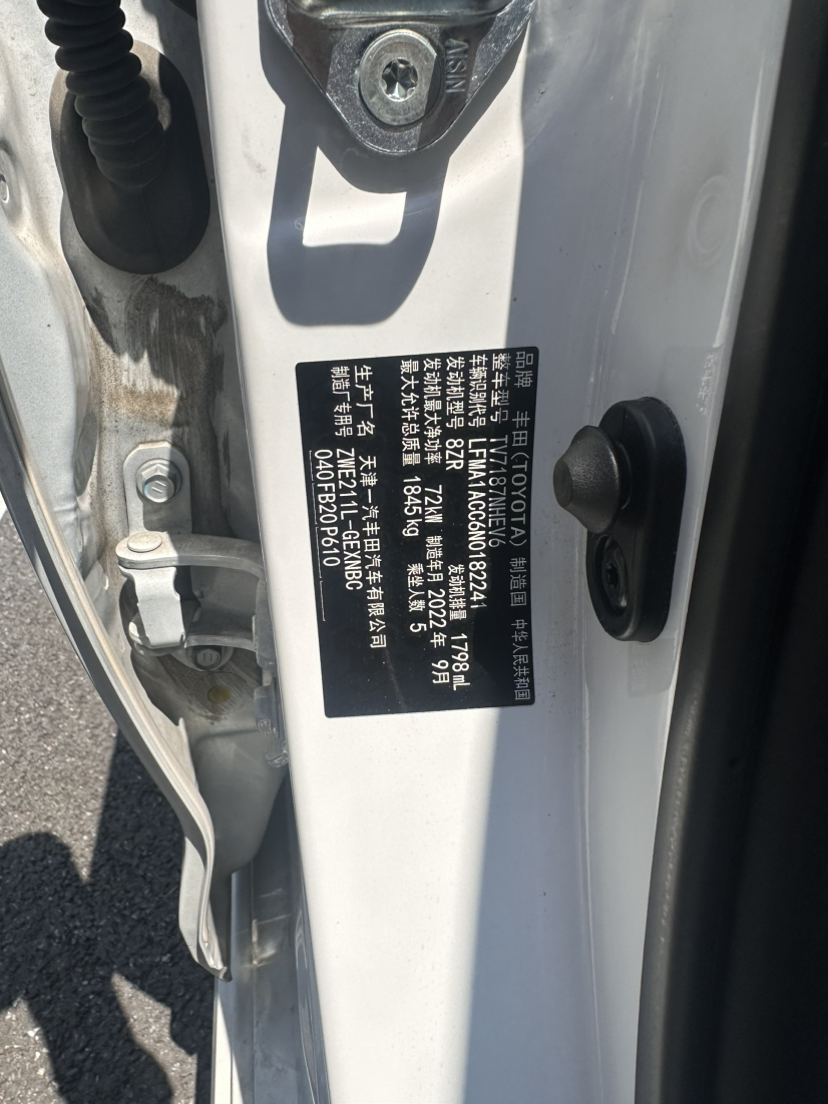 AISIN
品牌 丰田(TOYOTA) 制造国 中华人民共和国
整车型号 TV7187NHEV6
车辆识别代号 LFMA1ACC6N0182241
发动机型号 8ZR 发动机排量 1798mL
发动机最大净功率 72kW 制造年月 2022年 9月
最大允许总质量 1845kg 乘坐人数 5
生产厂名 天津一汽丰田汽车有限公司
制造厂专用号 ZWE211L-GEXNBC
040 FB20 P610